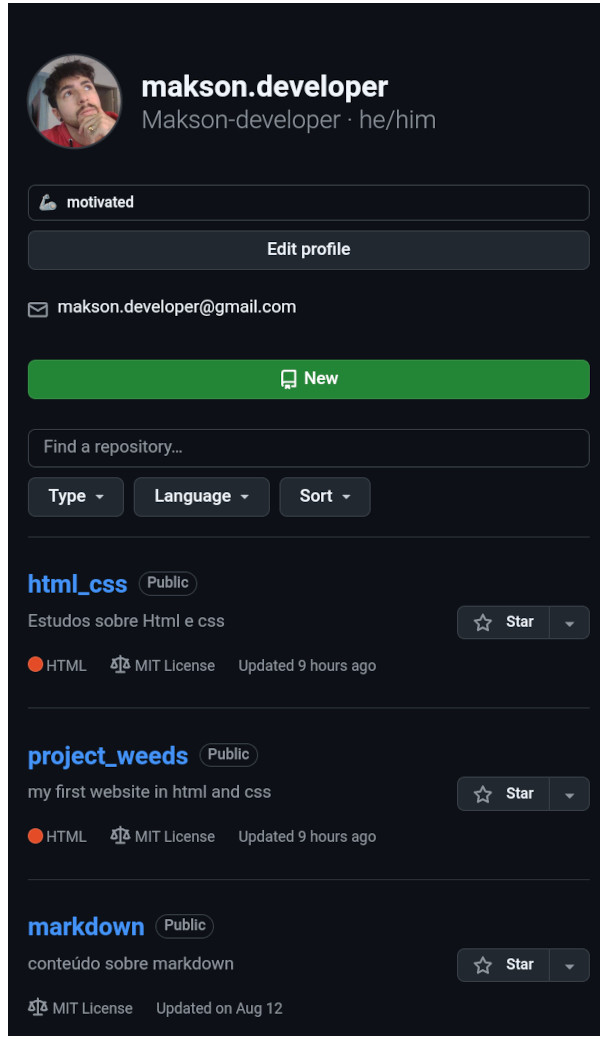 makson.developer
Makson-developer · he/him
motivated
Edit profile
makson.developer@gmail.com
New
Find a repository...
Type Language Sort
html_css Public
Estudos sobre Html e css
Star
HTML MIT License Updated 9 hours ago
project_weeds Public
my first website in html and css
Star
HTML MIT License Updated 9 hours ago
markdown Public
conteúdo sobre markdown
Star
MIT License Updated on Aug 12